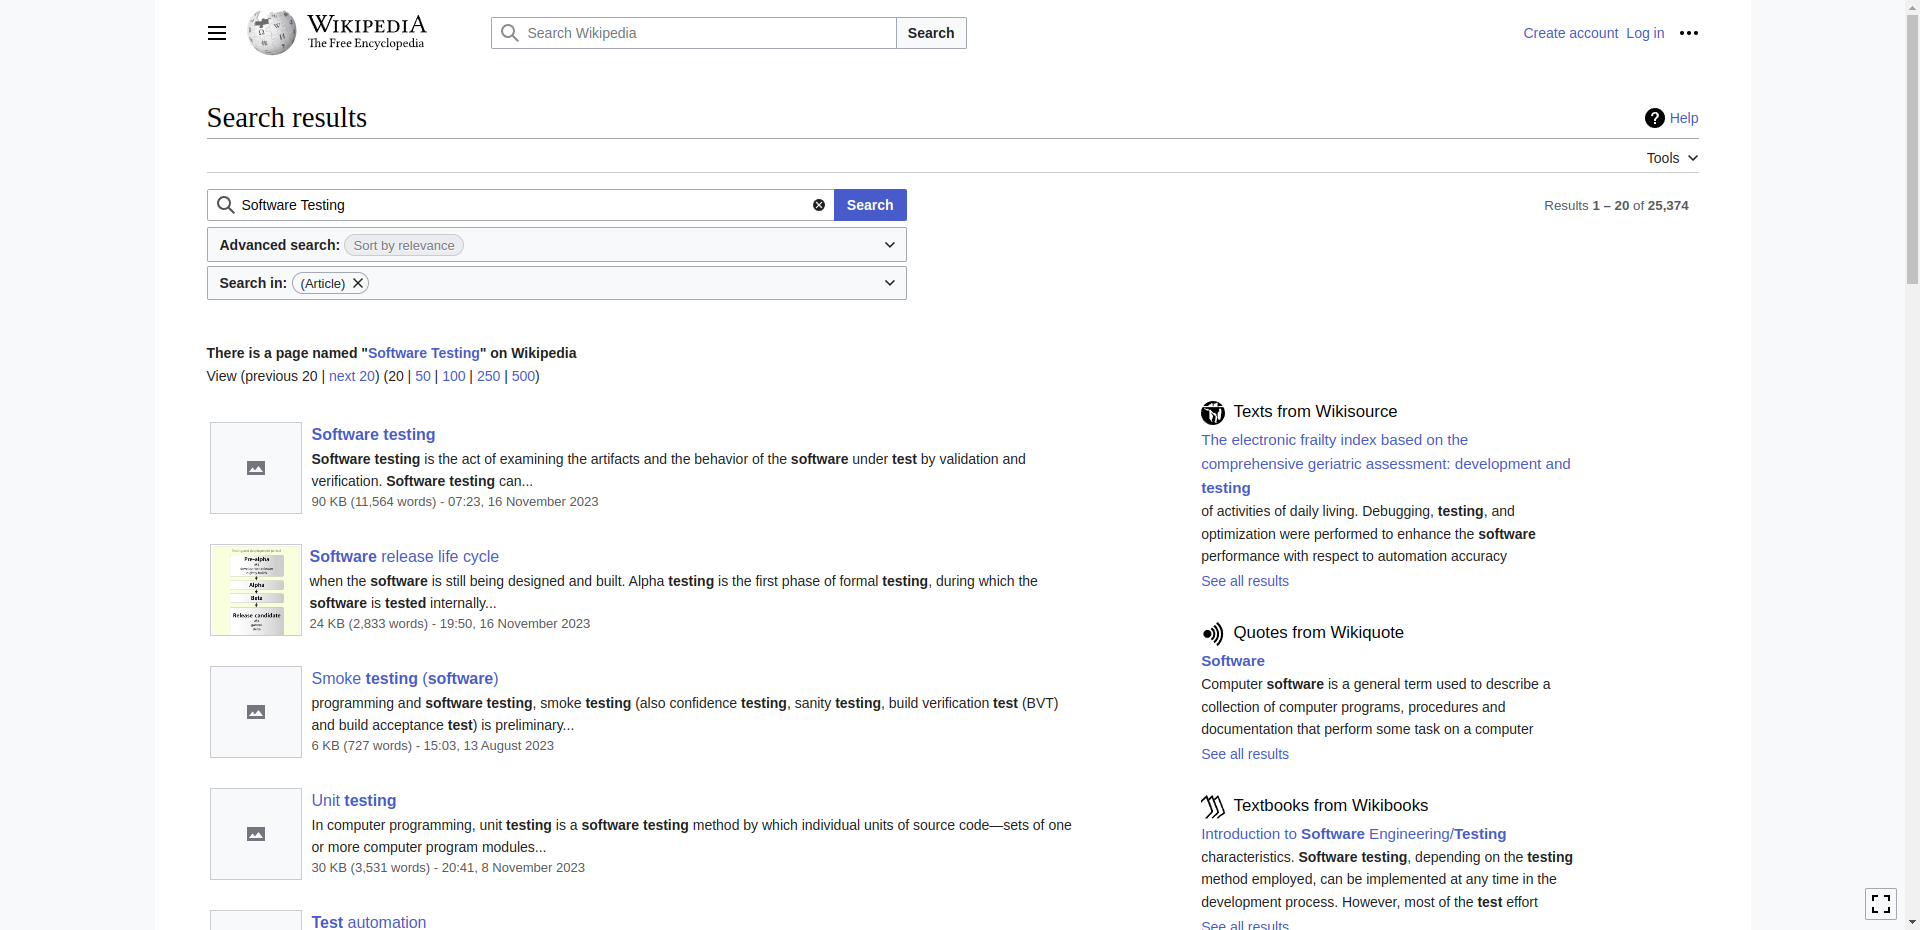 WIKIPEDIA
The Free Encyclopedia
Search Wikipedia
Search
Create account Log in
Search results
Help
Tools
Software Testing
Search
Results 1 – 20 of 25,374
Advanced search: Sort by relevance
Search in: (Article)
There is a page named "Software Testing" on Wikipedia
View (previous 20 | next 20) (20 | 50 | 100 | 250 | 500)
Software testing
Software testing is the act of examining the artifacts and the behavior of the software under test by validation and
verification. Software testing can...
90 KB (11,564 words) - 07:23, 16 November 2023
Pre-alpha
Alpha
Beta
Release candidate
Software release life cycle
when the software is still being designed and built. Alpha testing is the first phase of formal testing, during which the
software is tested internally...
24 KB (2,833 words) - 19:50, 16 November 2023
Smoke testing (software)
programming and software testing, smoke testing (also confidence testing, sanity testing, build verification test (BVT)
and build acceptance test) is preliminary...
6 KB (727 words) - 15:03, 13 August 2023
Unit testing
In computer programming, unit testing is a software testing method by which individual units of source code—sets of one
or more computer program modules...
30 KB (3,531 words) - 20:41, 8 November 2023
Test automation
Texts from Wikisource
The electronic frailty index based on the
comprehensive geriatric assessment: development and
testing
of activities of daily living. Debugging, testing, and
optimization were performed to enhance the software
performance with respect to automation accuracy
See all results
Quotes from Wikiquote
Software
Computer software is a general term used to describe a
collection of computer programs, procedures and
documentation that perform some task on a computer
See all results
Textbooks from Wikibooks
Introduction to Software Engineering/Testing
characteristics. Software testing, depending on the testing
method employed, can be implemented at any time in the
development process. However, most of the test effort
See all results